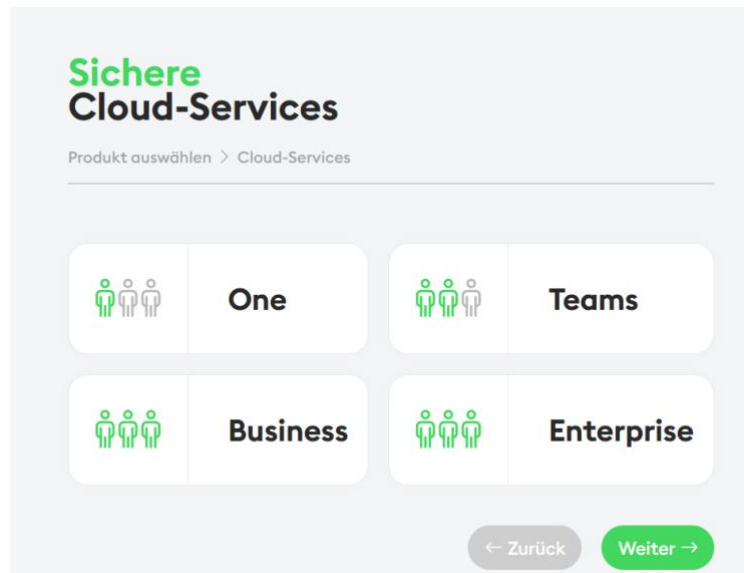 Sichere
Cloud-Services
Produkt auswählen > Cloud-Services
One
Teams
Business
Enterprise
← Zurück
Weiter →